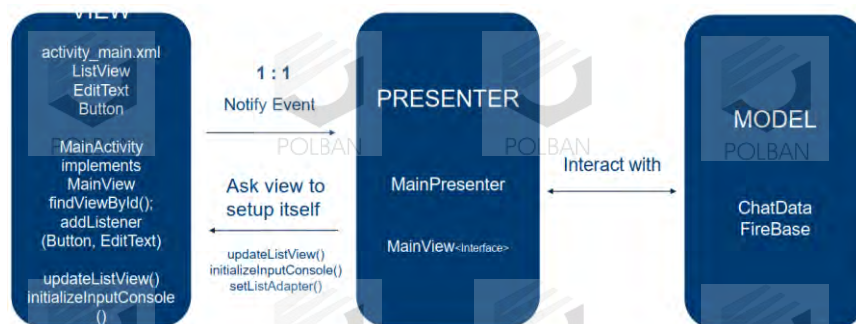 VIEW
activity_main.xml
ListView
EditText
Button
MainActivity
implements
MainView
findViewById();
addListener
(Button, EditText)
updateListView()
initializeInputConsole
()
1 : 1
Notify Event
Ask view to
setup itself
updateListView()
initializeInputConsole()
setListAdapter()
PRESENTER
MainPresenter
MainView<Interface>
Interact with
MODEL
ChatData
FireBase
POLBAN
POLBAN
POLBAN
POLBAN